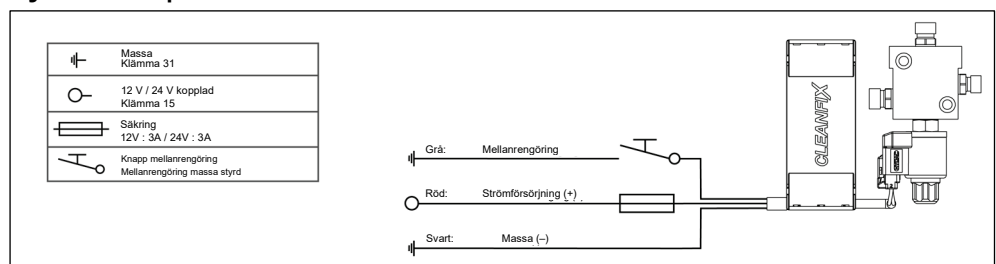 Massa
Klämma 31
12 V / 24 V kopplad
Klämma 15
Säkring
12V : 3A / 24V : 3A
Knapp mellanrengöring
Mellanrengöring massa styrd
Grå: Mellanrengöring
Röd: Strömförsörjning (+)
Svart: Massa (–)
CLEANFIX